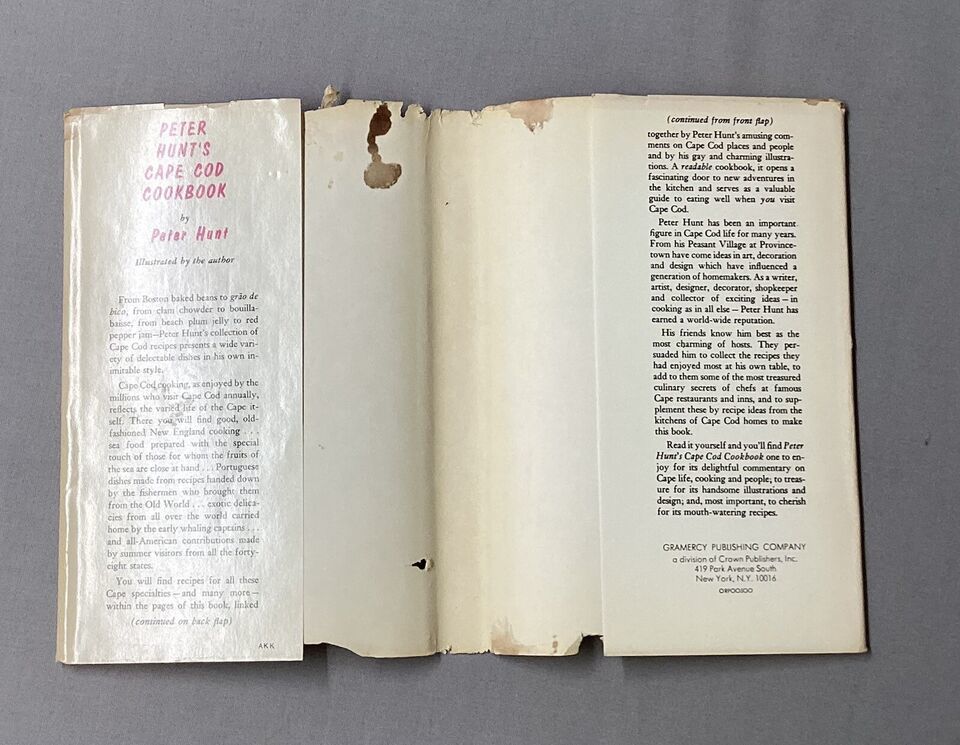 PETER
HUNT'S
CAPE COD
COOKBOOK
by
Peter Hunt
Illustrated by the author
From Boston baked beans to grão de
bico, from clam chowder to bouilla-
baisse, from beach plum jelly to red
pepper jam—Peter Hunt's collection of
Cape Cod recipes presents a wide vari-
ety of delectable dishes in his own in-
imitable style.
Cape Cod cooking, as enjoyed by the
millions who visit Cape Cod annually,
reflects the varied life of the Cape it-
self. There you will find good, old-
fashioned New England cooking . . .
sea food prepared with the special
touch of those for whom the fruits of
the sea are close at hand . . . Portuguese
dishes made from recipes handed down
by the fishermen who brought them
from the Old World . . . exotic delica-
cies from all over the world carried
home by the early whaling captains . . .
and all-American contributions made
by summer visitors from all the forty-
eight states.
You will find recipes for all these
Cape specialties—and many more—
within the pages of this book, linked
(continued on back flap)
AKK
(continued from front flap)
together by Peter Hunt's amusing com-
ments on Cape Cod places and people
and by his gay and charming illustra-
tions. A readable cookbook, it opens a
fascinating door to new adventures in
the kitchen and serves as a valuable
guide to eating well when you visit
Cape Cod.
Peter Hunt has been an important
figure in Cape Cod life for many years.
From his Peasant Village at Province-
town have come ideas in art, decoration
and design which have influenced a
generation of homemakers. As a writer,
artist, designer, decorator, shopkeeper
and collector of exciting ideas—in
cooking as in all else—Peter Hunt has
earned a world-wide reputation.
His friends know him best as the
most charming of hosts. They per-
suaded him to collect the recipes they
had enjoyed most at his own table, to
add to them some of the most treasured
culinary secrets of chefs at famous
Cape restaurants and inns, and to sup-
plement these by recipe ideas from the
kitchens of Cape Cod homes to make
this book.
Read it yourself and you'll find Peter
Hunt's Cape Cod Cookbook one to en-
joy for its delightful commentary on
Cape life, cooking and people; to treas-
ure for its handsome illustrations and
design; and, most important, to cherish
for its mouth-watering recipes.
GRAMERCY PUBLISHING COMPANY
a division of Crown Publishers, Inc.
419 Park Avenue South
New York, N.Y. 10016